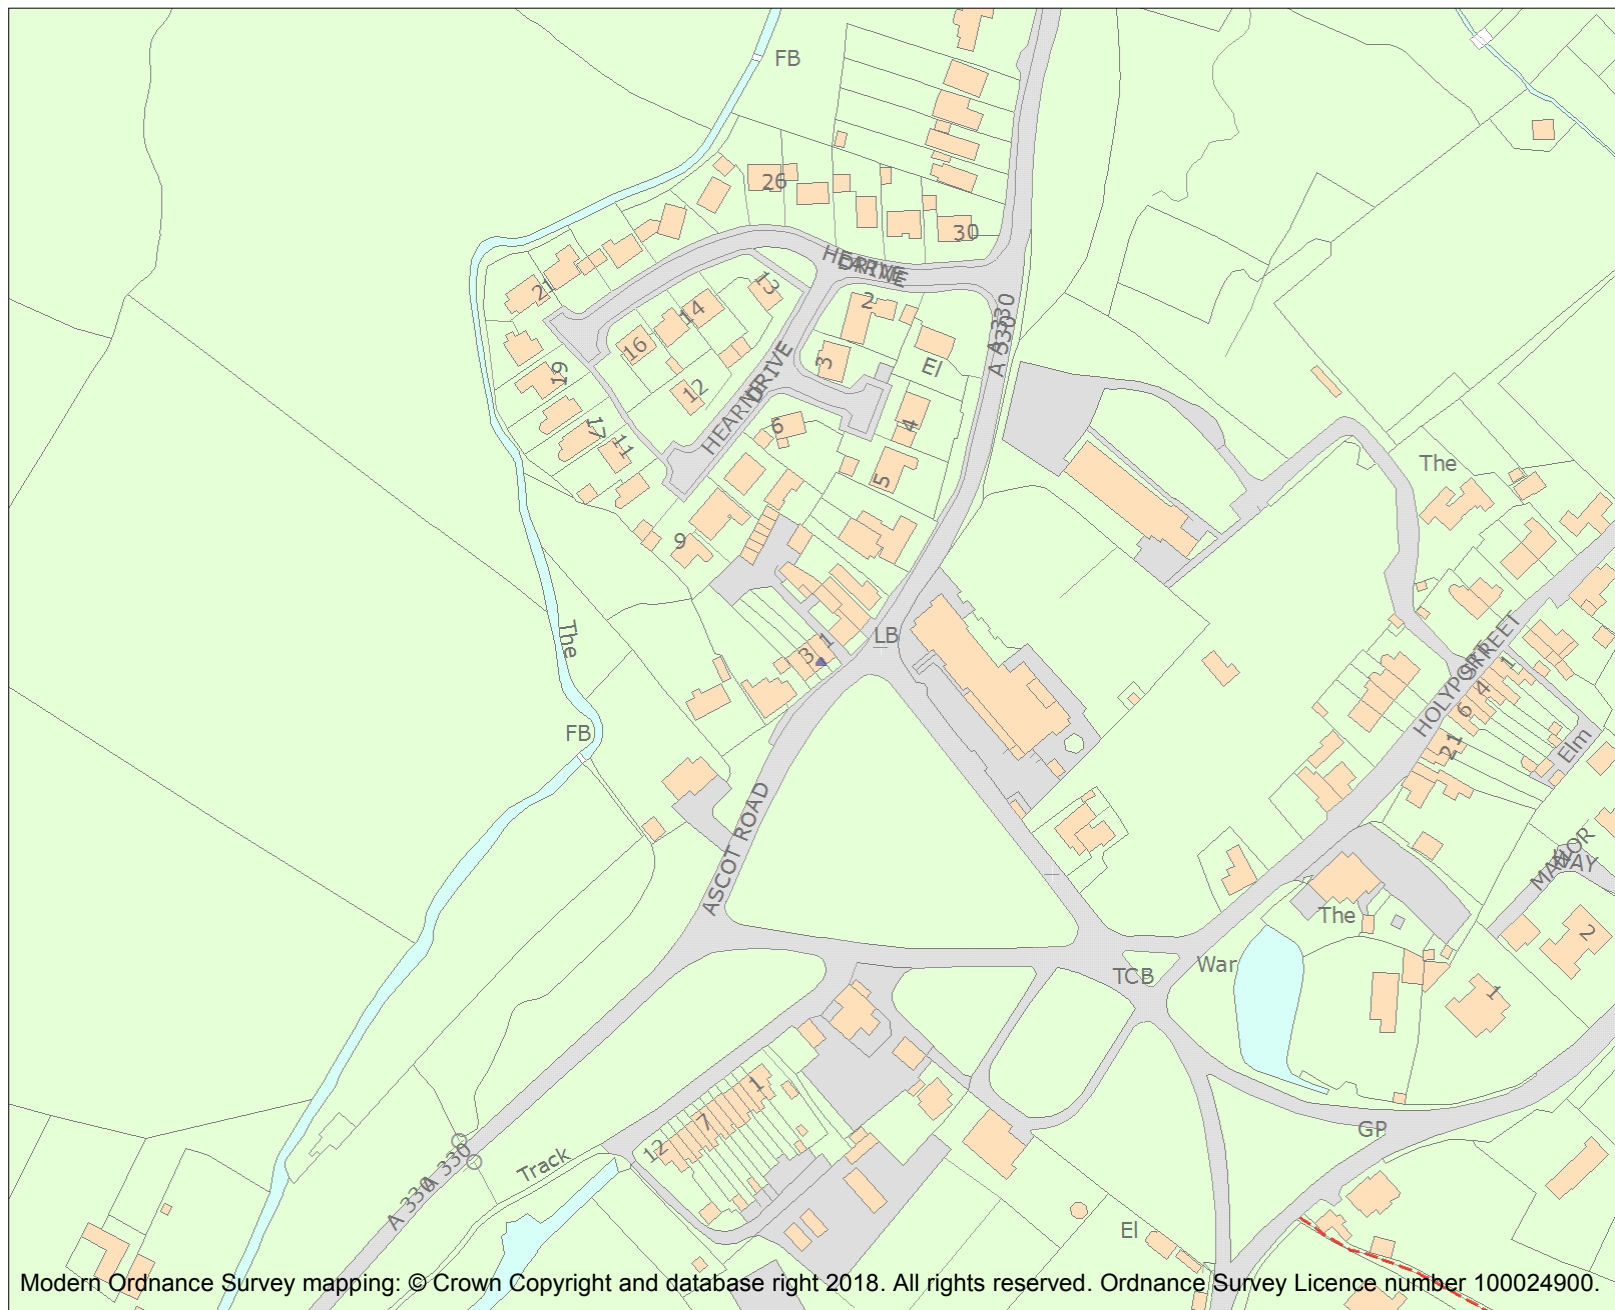 FB
26
30
HEARNE
DRIVE
21
13
2
14
A 330
A 330
16
3
El
19
12
HEARNE
DRIVE
6
4
17
11
The
5
9
The
LB
1
3
HOLYPORT
STREET
1
4
6
21
FB
Elm
ASCOT ROAD
MANOR
WAY
The
2
War
TCB
1
1
7
GP
12
Track
A 330
A 330
El
Modern Ordnance Survey mapping: © Crown Copyright and database right 2018. All rights reserved. Ordnance Survey Licence number 100024900.